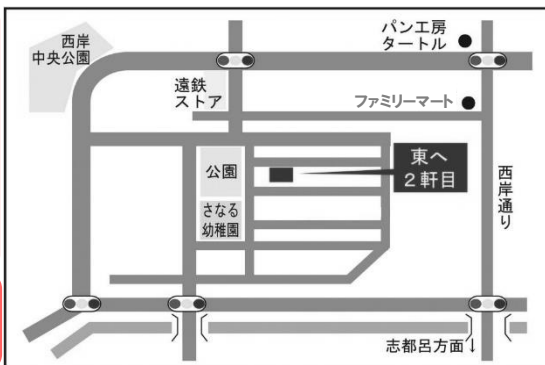 西岸
中央公園
パン工房
タートル
遠鉄
ストア
ファミリーマート
公園
東へ
2軒目
さなる
幼稚園
西岸通り
志都呂方面↓